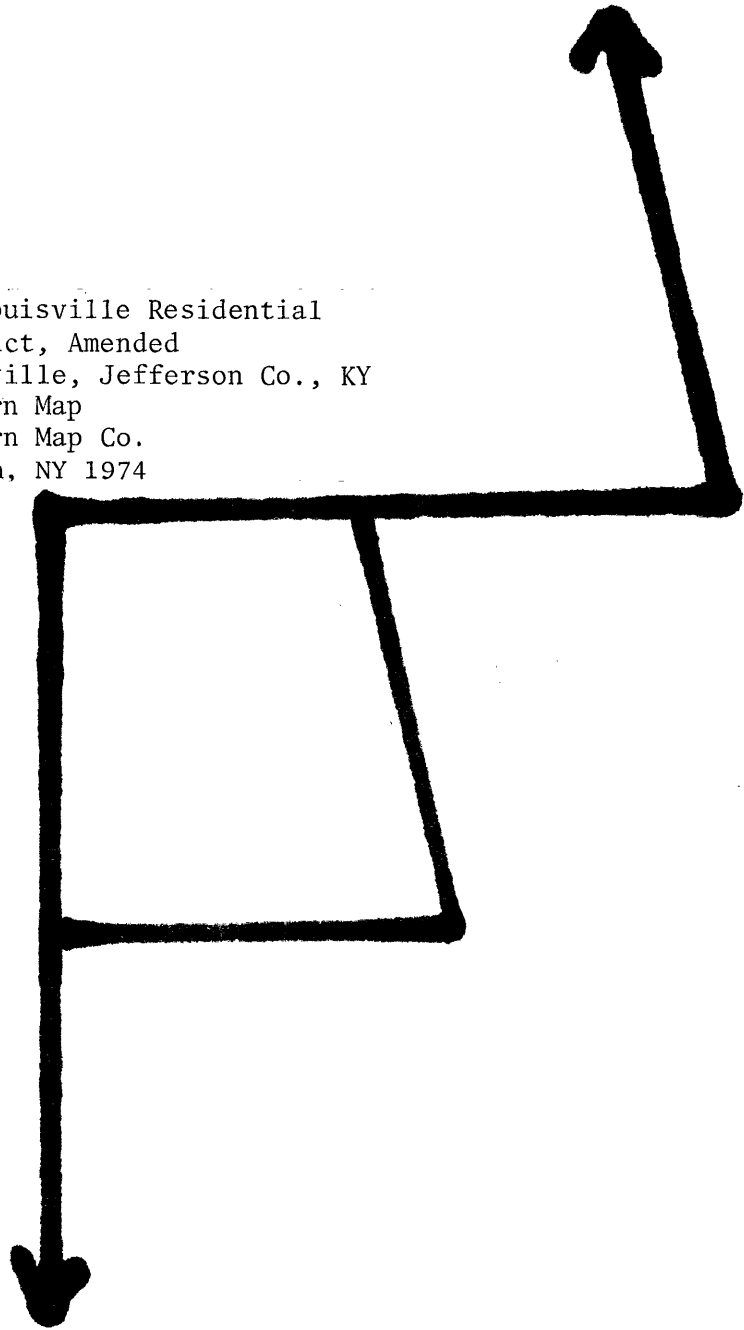 ouisville Residential
ict, Amended
ville, Jefferson Co., KY
rn Map
rn Map Co.
, NY 1974